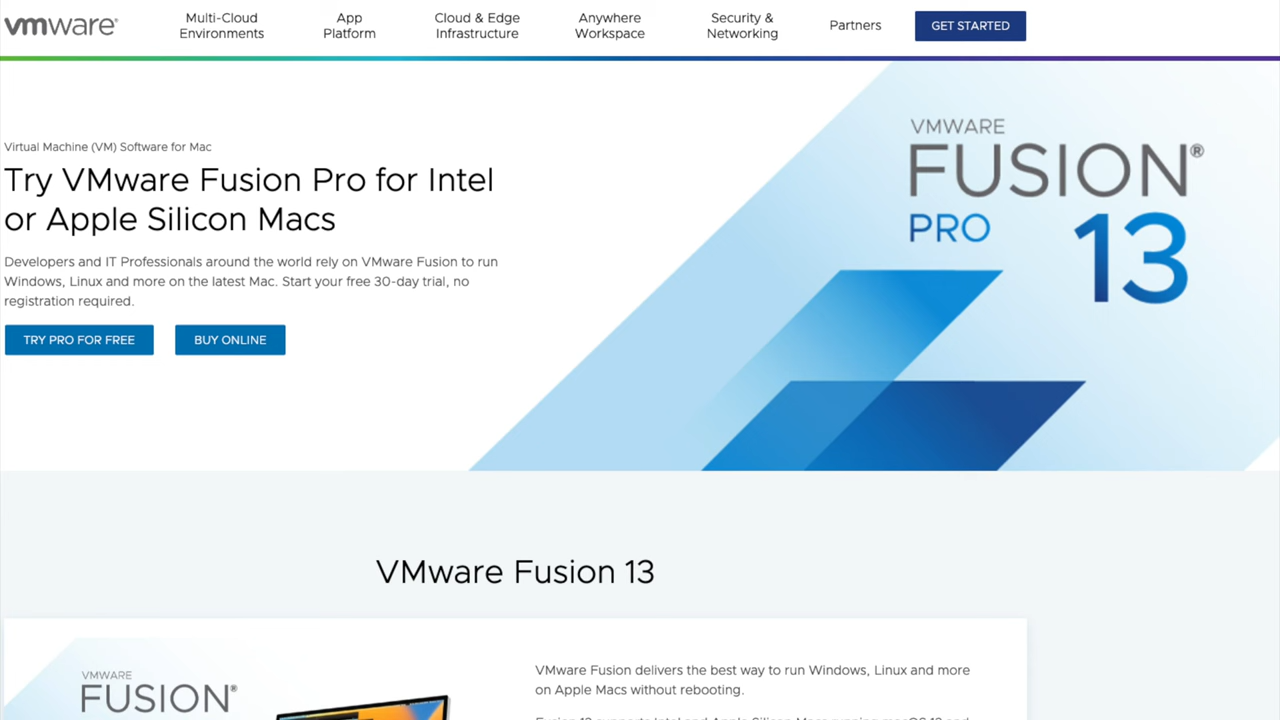 vmware®
Multi-Cloud
Environments
App
Platform
Cloud & Edge
Infrastructure
Anywhere
Workspace
Security &
Networking
Partners
GET STARTED
Virtual Machine (VM) Software for Mac
Try VMware Fusion Pro for Intel
or Apple Silicon Macs
Developers and IT Professionals around the world rely on VMware Fusion to run
Windows, Linux and more on the latest Mac. Start your free 30-day trial, no
registration required.
TRY PRO FOR FREE
BUY ONLINE
VMWARE
FUSION®
PRO 13
VMware Fusion 13
VMWARE
FUSION®
VMware Fusion delivers the best way to run Windows, Linux and more
on Apple Macs without rebooting.